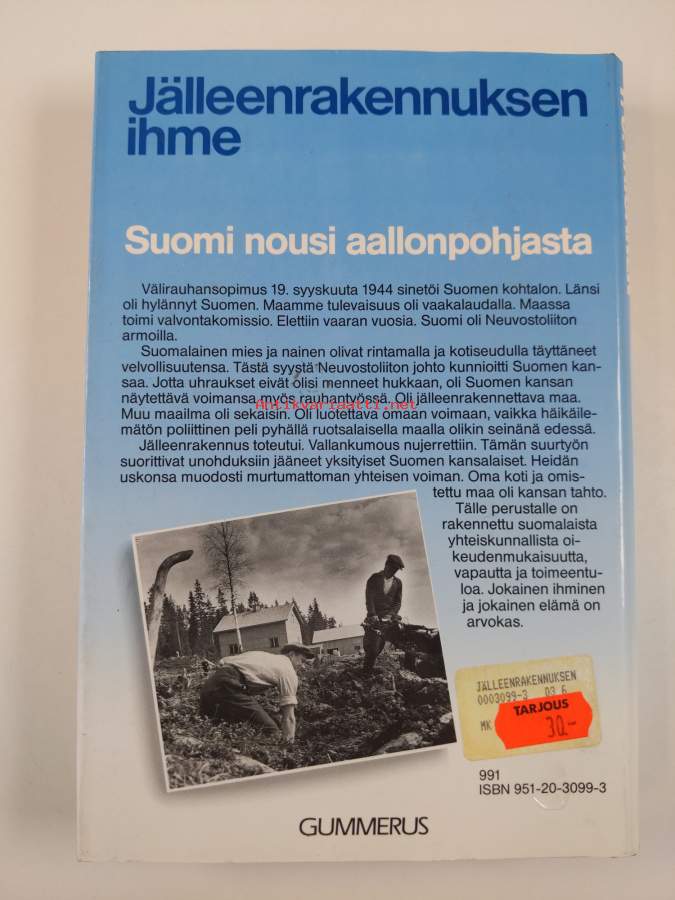 Jälleenrakennuksen
ihme
Suomi nousi aallonpohjasta
Välirauhansopimus 19. syyskuuta 1944 sinetöi Suomen kohtalon. Länsi
oli hylännyt Suomen. Maamme tulevaisuus oli vaakalaudalla. Maassa
toimi valvontakomissio. Elettiin vaaran vuosia. Suomi oli Neuvostoliiton
armoilla.
Suomalainen mies ja nainen olivat rintamalla ja kotiseudulla täyttäneet
velvollisuutensa. Tästä syystä Neuvostoliiton johto kunnioitti Suomen kan-
saa. Jotta uhraukset eivät olisi menneet hukkaan, oli Suomen kansan
näytettävä voimansa myös rauhantyössä. Oli jälleenrakennettava maa.
Antikvariaatti.net
Muu maailma oli sekaisin. Oli luotettava omaan voimaan, vaikka häikäile-
mätön poliittinen peli pyhällä ruotsalaisella maalla olikin seinänä edessä.
Jälleenrakennus toteutui. Vallankumous nujerrettiin. Tämän suurtyön
suorittivat unohduksiin jääneet yksityiset Suomen kansalaiset. Heidän
uskonsa muodosti murtumattoman yhteisen voiman. Oma koti ja omis-
tettu maa oli kansan tahto.
Tälle perustalle on
rakennettu suomalaista
yhteiskunnallista oi-
keudenmukaisuutta,
vapautta ja toimeentu-
loa. Jokainen ihminen
ja jokainen elämä on
arvokas.
JÄLLEENRAKENNUKSEN
0003099-3 03 6
MK
TARJOUS
30.-
991
ISBN 951-20-3099-3
GUMMERUS